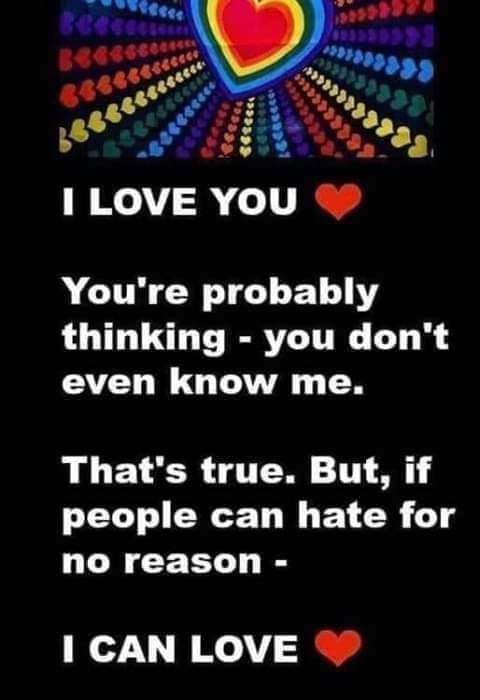 I LOVE YOU ❤
You're probably
thinking - you don't
even know me.
That's true. But, if
people can hate for
no reason -
I CAN LOVE ❤